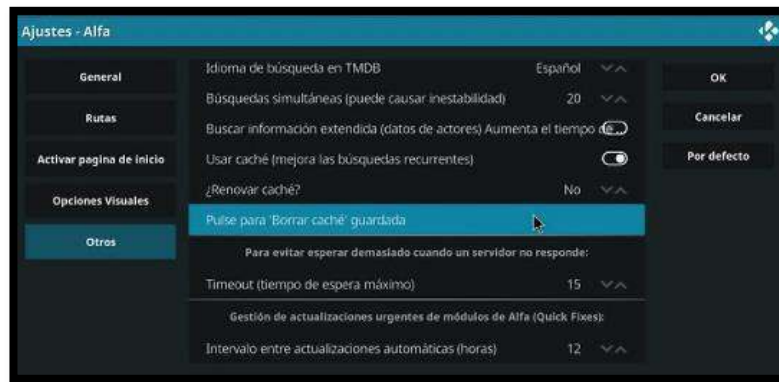 Ajustes - Alfa
General
Rutas
Activar pagina de inicio
Opciones Visuales
Otros
Idioma de búsqueda en TMDB Español
Búsquedas simultáneas (puede causar inestabilidad) 20
Buscar información extendida (datos de actores) Aumenta el tiempo de...
Usar caché (mejora las búsquedas recurrentes)
¿Renovar caché? No
Pulse para 'Borrar caché' guardada
Para evitar esperar demasiado cuando un servidor no responde:
Timeout (tiempo de espera máximo) 15
Gestión de actualizaciones urgentes de módulos de Alfa (Quick Fixes):
Intervalo entre actualizaciones automáticas (horas) 12
OK
Cancelar
Por defecto